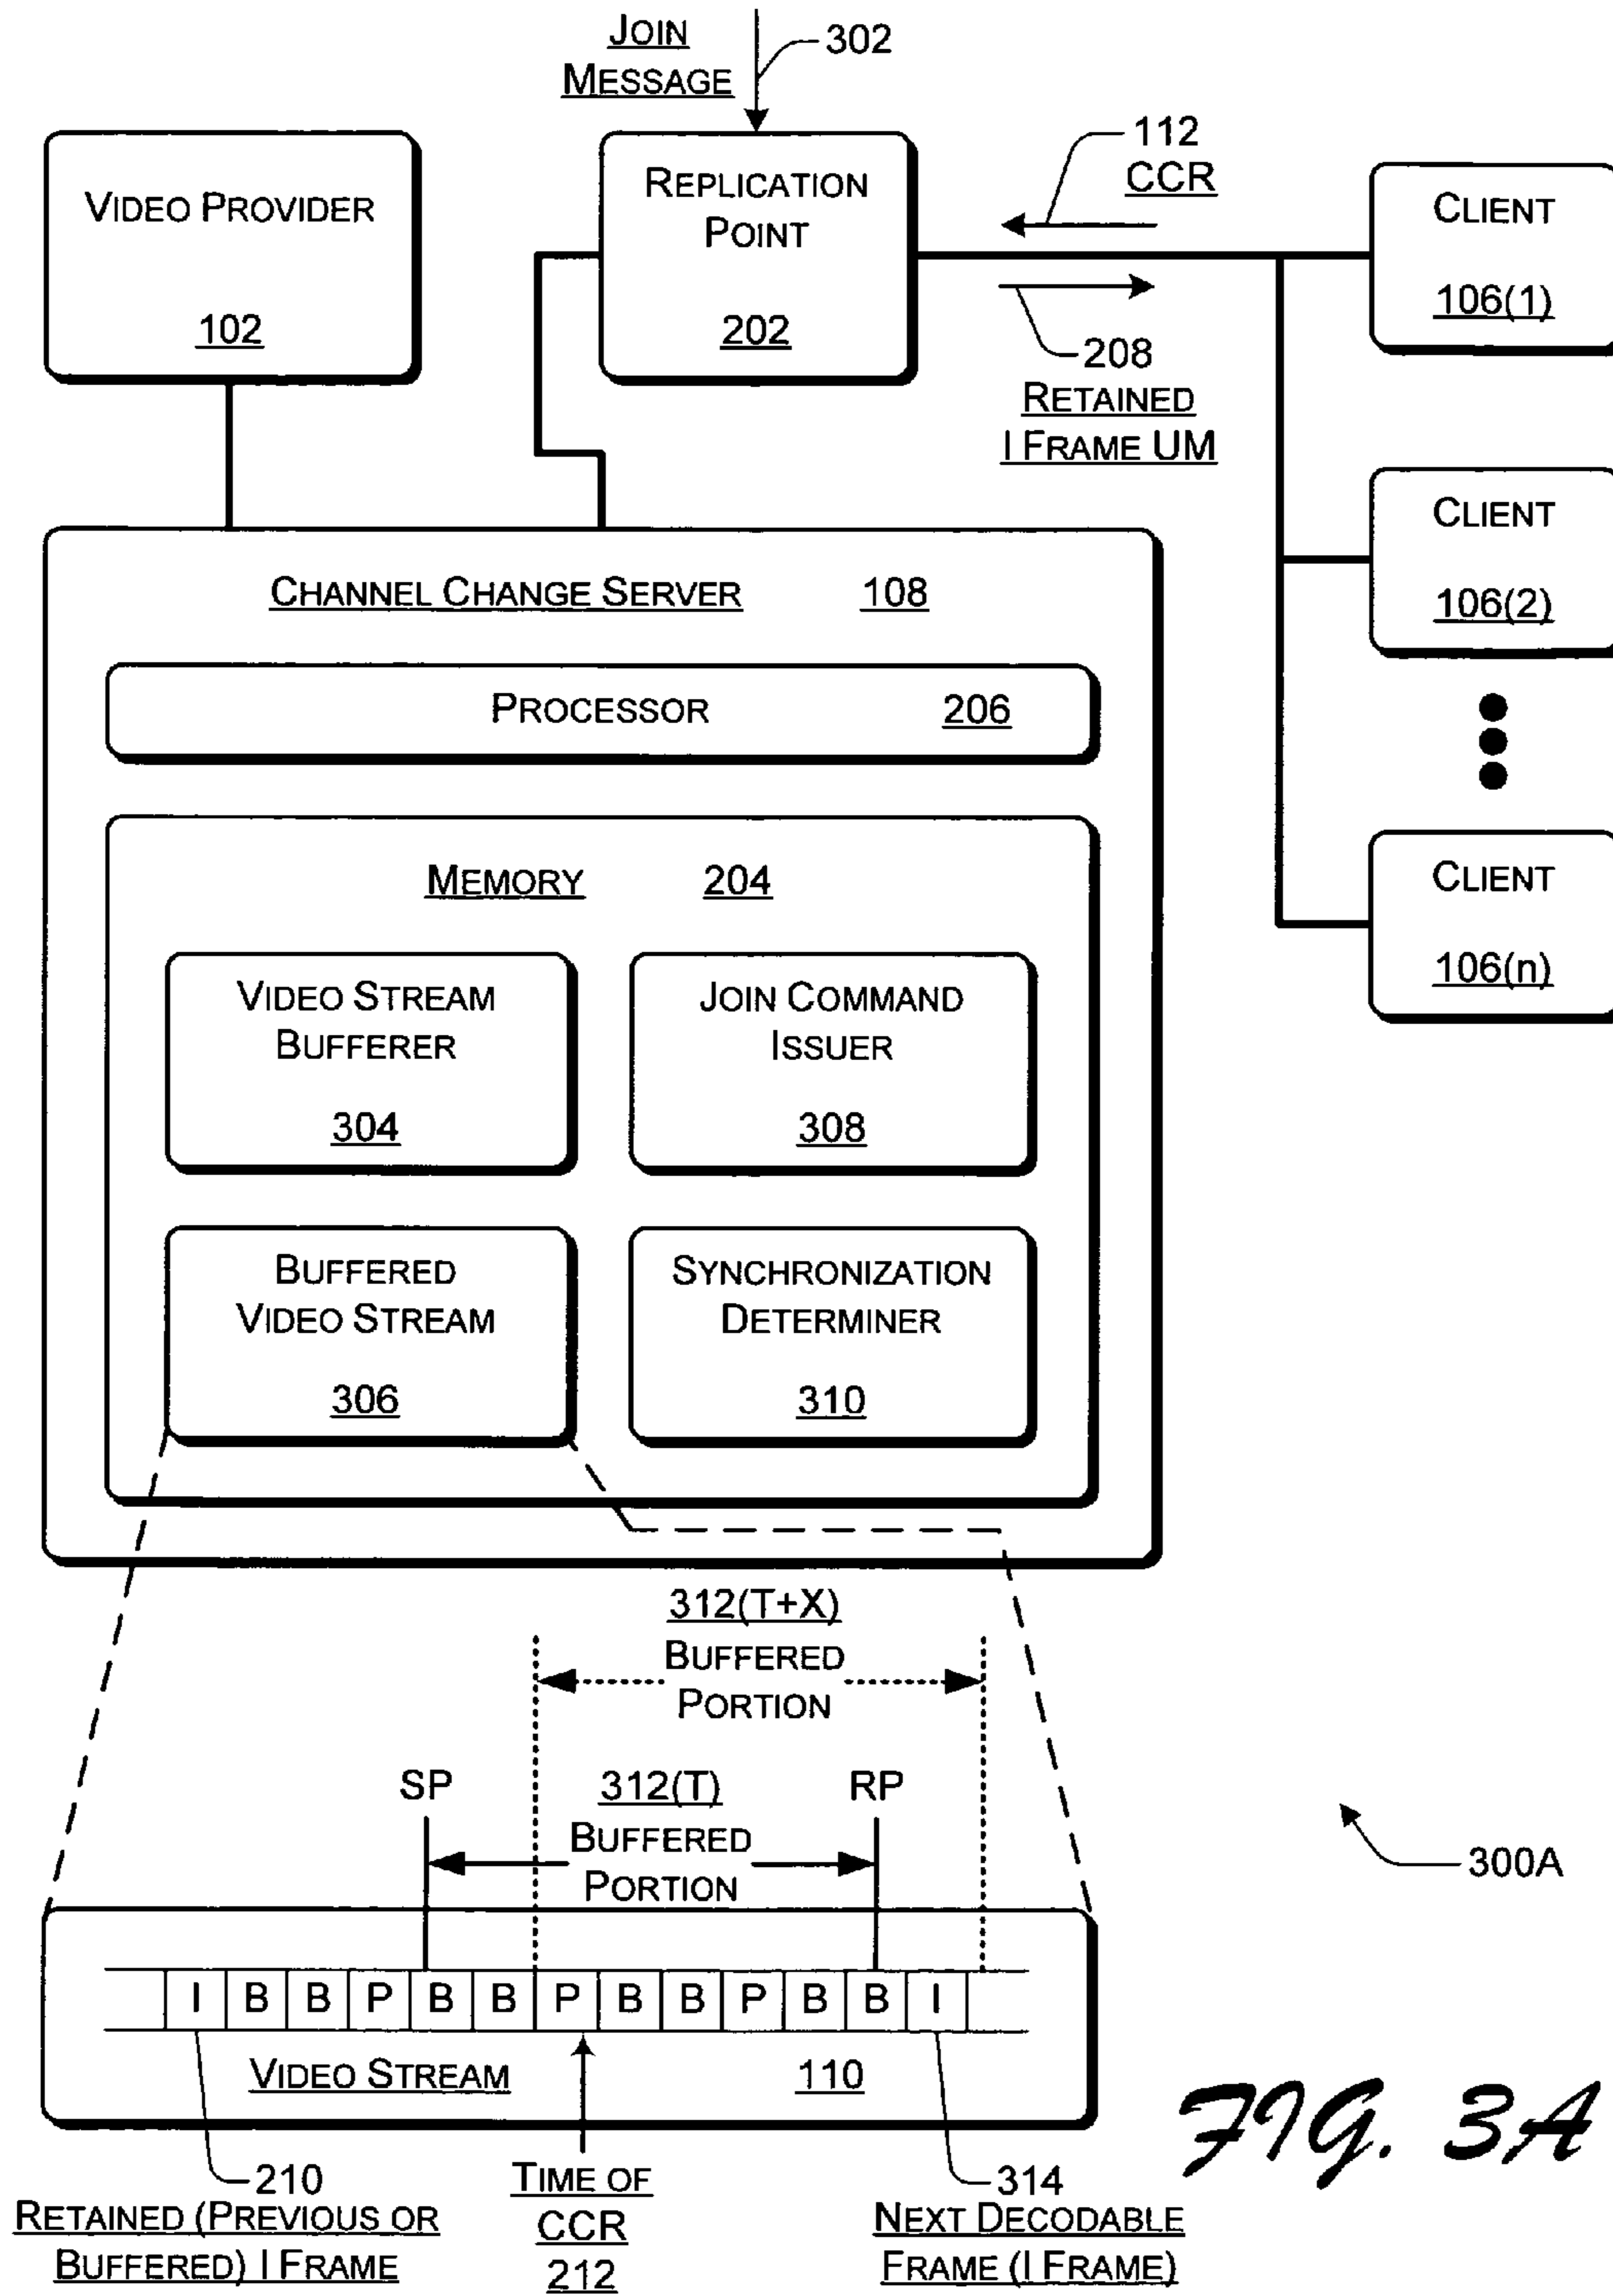 JOIN
MESSAGE
302
VIDEO PROVIDER
102
REPLICATION
POINT
202
112
CCR
208
RETAINED
I FRAME UM
CLIENT
106(1)
CLIENT
106(2)
CLIENT
106(n)
CHANNEL CHANGE SERVER 108
PROCESSOR 206
MEMORY 204
VIDEO STREAM
BUFFERER
304
JOIN COMMAND
ISSUER
308
BUFFERED
VIDEO STREAM
306
SYNCHRONIZATION
DETERMINER
310
312(T+X)
BUFFERED
PORTION
SP
312(T)
BUFFERED
PORTION
RP
300A
I B B P B B P B B P B B I
VIDEO STREAM 110
210
RETAINED (PREVIOUS OR
BUFFERED) I FRAME
TIME OF
CCR
212
314
NEXT DECODABLE
FRAME (I FRAME)
FIG. 3A